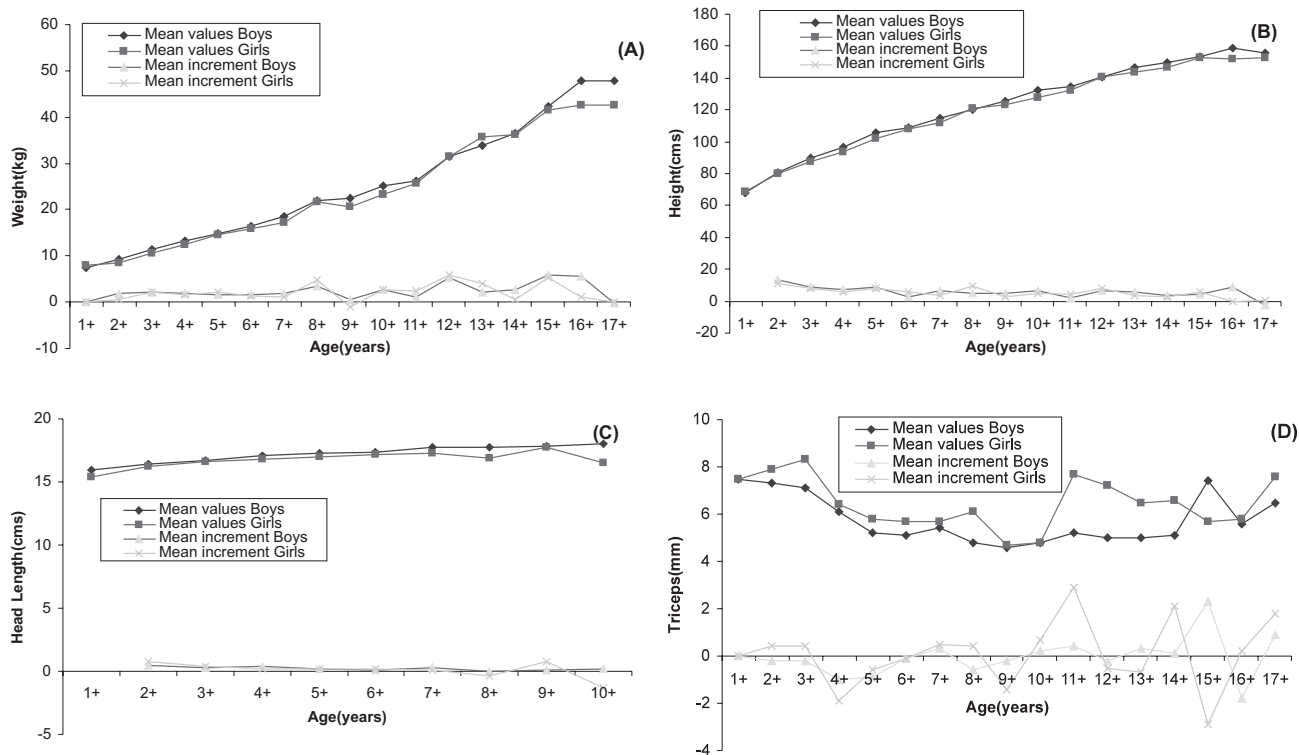 (A)
Mean values Boys
Mean values Girls
Mean increment Boys
Mean increment Girls
Weight(kg)
60
50
40
30
20
10
0
-10
1+ 2+ 3+ 4+ 5+ 6+ 7+ 8+ 9+ 10+ 11+ 12+ 13+ 14+ 15+ 16+ 17+
Age(years)
(B)
Mean values Boys
Mean values Girls
Mean increment Boys
Mean increment Girls
Height(cms)
180
160
140
120
100
80
60
40
20
0
-20
1+ 2+ 3+ 4+ 5+ 6+ 7+ 8+ 9+ 10+ 11+ 12+ 13+ 14+ 15+ 16+ 17+
Age(years)
(C)
Mean values Boys
Mean values Girls
Mean increment Boys
Mean increment Girls
Head Length(cms)
20
15
10
5
0
-5
1+ 2+ 3+ 4+ 5+ 6+ 7+ 8+ 9+ 10+
Age(years)
(D)
Mean values Boys
Mean values Girls
Mean increment Boys
Mean increment Girls
Triceps(mm)
10
8
6
4
2
0
-2
-4
1+ 2+ 3+ 4+ 5+ 6+ 7+ 8+ 9+ 10+ 11+ 12+ 13+ 14+ 15+ 16+ 17+
Age(years)